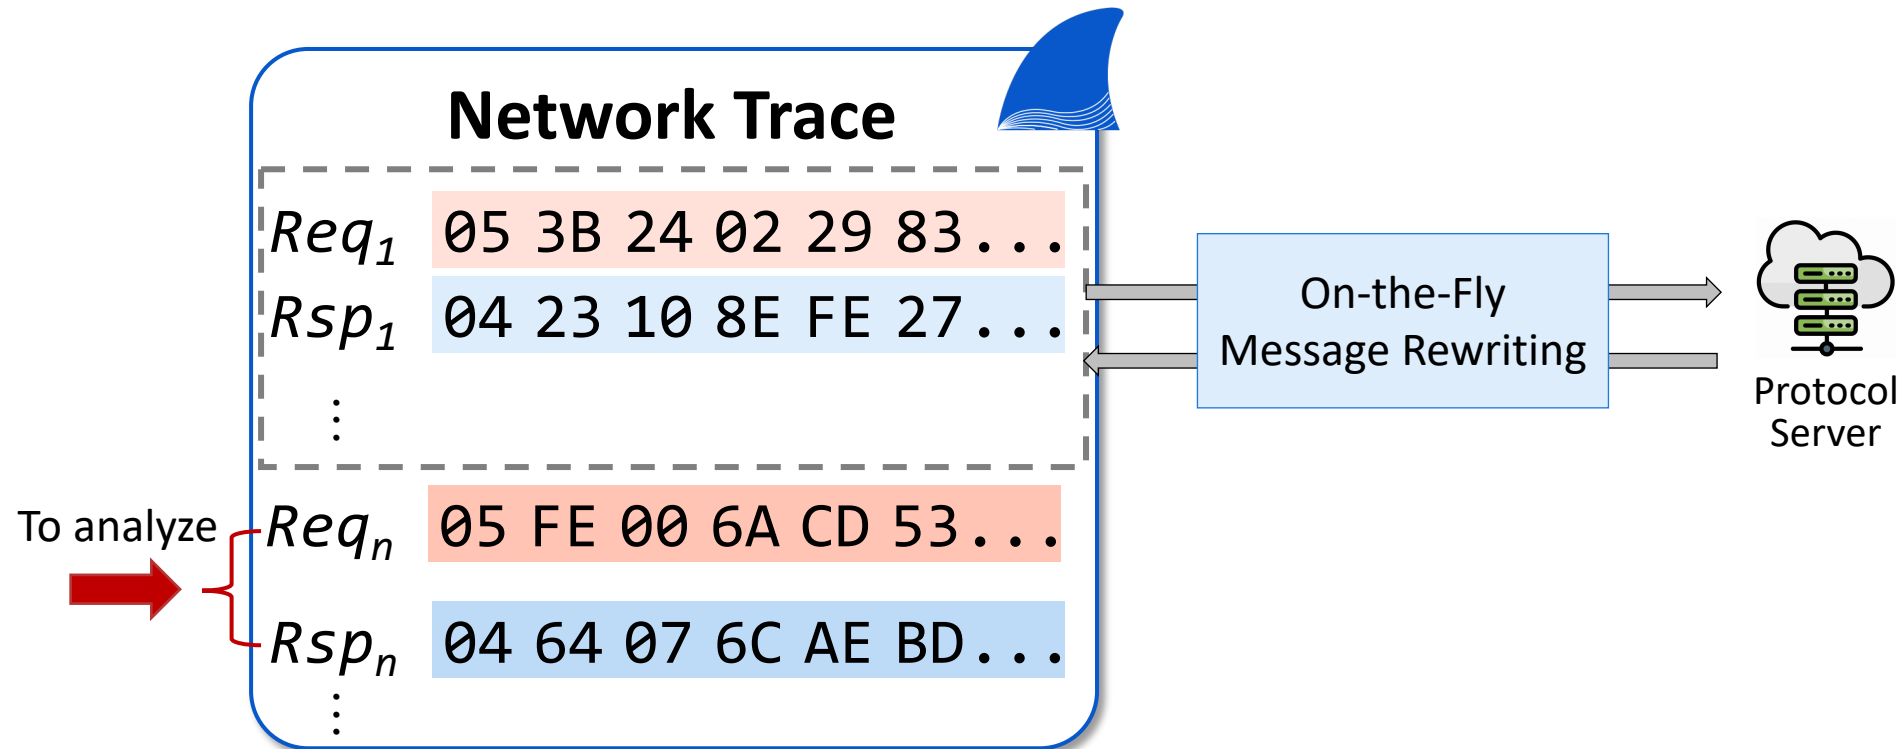 Network Trace
Req1 05 3B 24 02 29 83...
Rsp1 04 23 10 8E FE 27...
⋮
On-the-Fly
Message Rewriting
Protocol
Server
To analyze
Reqn 05 FE 00 6A CD 53...
Rspn 04 64 07 6C AE BD...
⋮